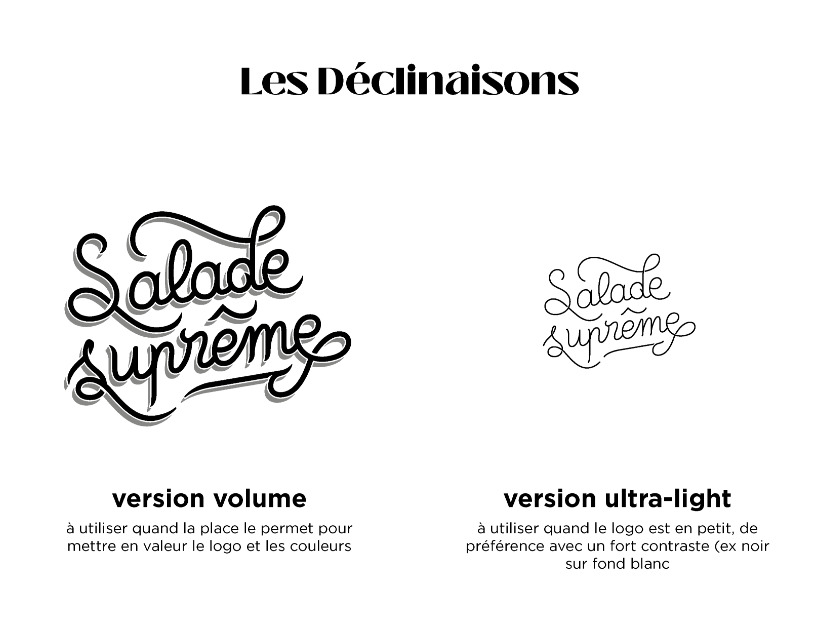 Les Déclinaisons
Salade
suprême
Salade
suprême
version volume
à utiliser quand la place le permet pour
mettre en valeur le logo et les couleurs
version ultra-light
à utiliser quand le logo est en petit, de
préférence avec un fort contraste (ex noir
sur fond blanc